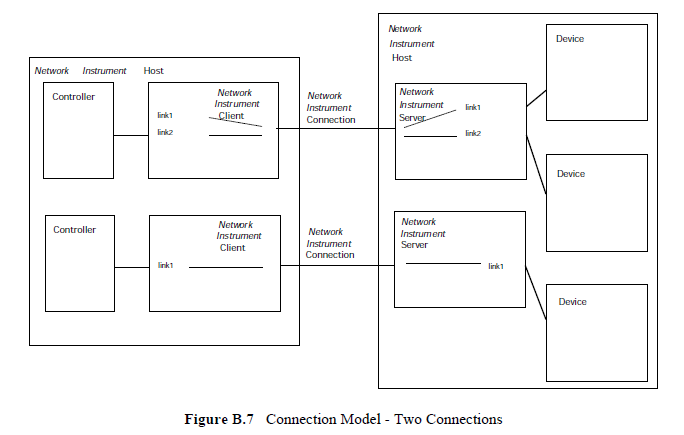 Network Instrument Host
Controller
Network
Instrument
Client
link1
link2
Network
Instrument
Connection
Network
Instrument
Host
Network
Instrument
Server
link1
link2
Device
Device
Controller
Network
Instrument
Client
link1
Network
Instrument
Connection
Network
Instrument
Server
link1
Device
Figure B.7 Connection Model - Two Connections